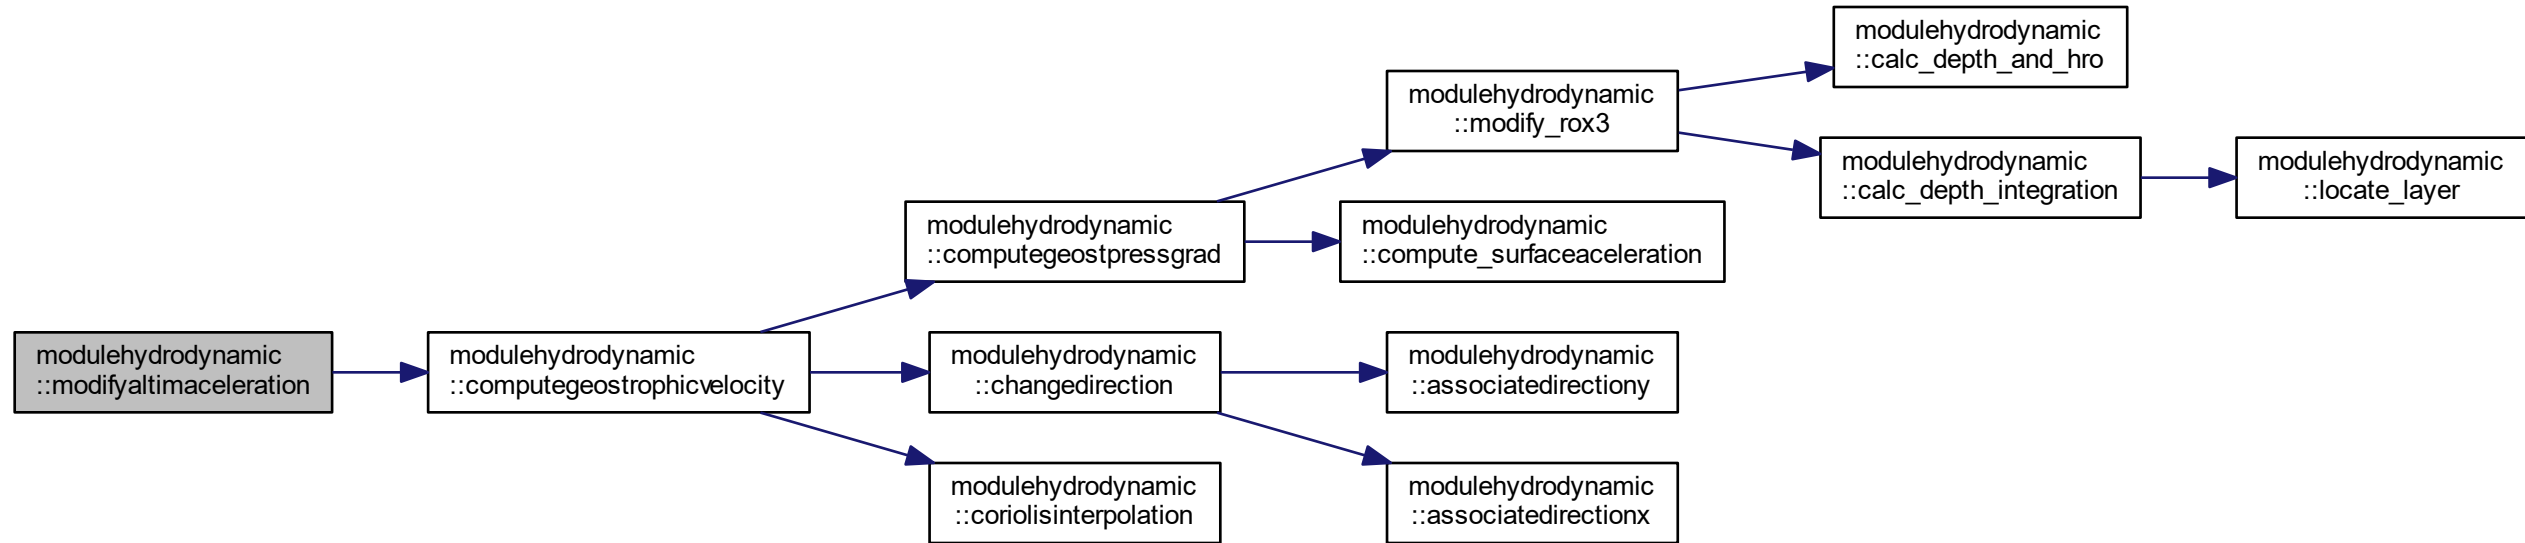 modulehydrodynamic
::modifyaltimaceleration
modulehydrodynamic
::computegeostrophicvelocity
modulehydrodynamic
::computegeostpressgrad
modulehydrodynamic
::modify_rox3
modulehydrodynamic
::calc_depth_and_hro
modulehydrodynamic
::calc_depth_integration
modulehydrodynamic
::locate_layer
modulehydrodynamic
::compute_surfaceaceleration
modulehydrodynamic
::changedirection
modulehydrodynamic
::associatedirectiony
modulehydrodynamic
::associatedirectionx
modulehydrodynamic
::coriolisinterpolation